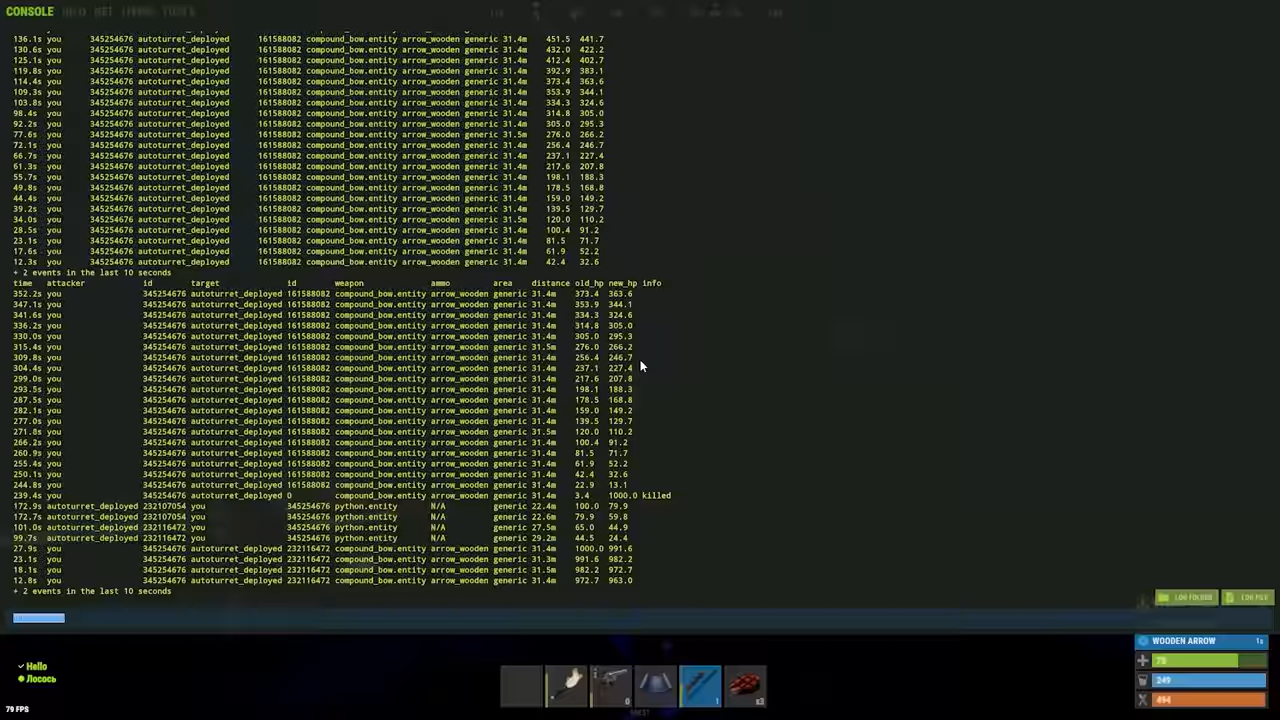 CONSOLE
136.1s you 345254676 autoturret_deployed 161588082 compound_bow.entity arrow_wooden generic 31.4m 451.5 441.7
130.6s you 345254676 autoturret_deployed 161588082 compound_bow.entity arrow_wooden generic 31.4m 432.0 422.2
125.1s you 345254676 autoturret_deployed 161588082 compound_bow.entity arrow_wooden generic 31.4m 412.4 402.7
119.8s you 345254676 autoturret_deployed 161588082 compound_bow.entity arrow_wooden generic 31.4m 392.9 383.1
114.4s you 345254676 autoturret_deployed 161588082 compound_bow.entity arrow_wooden generic 31.4m 373.4 363.6
109.3s you 345254676 autoturret_deployed 161588082 compound_bow.entity arrow_wooden generic 31.4m 353.9 344.1
103.8s you 345254676 autoturret_deployed 161588082 compound_bow.entity arrow_wooden generic 31.4m 334.3 324.6
98.4s you 345254676 autoturret_deployed 161588082 compound_bow.entity arrow_wooden generic 31.4m 314.8 305.0
92.2s you 345254676 autoturret_deployed 161588082 compound_bow.entity arrow_wooden generic 31.4m 305.0 295.3
77.6s you 345254676 autoturret_deployed 161588082 compound_bow.entity arrow_wooden generic 31.5m 276.0 266.2
72.1s you 345254676 autoturret_deployed 161588082 compound_bow.entity arrow_wooden generic 31.4m 256.4 246.7
66.7s you 345254676 autoturret_deployed 161588082 compound_bow.entity arrow_wooden generic 31.4m 237.1 227.4
61.3s you 345254676 autoturret_deployed 161588082 compound_bow.entity arrow_wooden generic 31.4m 217.6 207.8
55.7s you 345254676 autoturret_deployed 161588082 compound_bow.entity arrow_wooden generic 31.4m 198.1 188.3
49.8s you 345254676 autoturret_deployed 161588082 compound_bow.entity arrow_wooden generic 31.4m 178.5 168.8
44.4s you 345254676 autoturret_deployed 161588082 compound_bow.entity arrow_wooden generic 31.4m 159.0 149.2
39.2s you 345254676 autoturret_deployed 161588082 compound_bow.entity arrow_wooden generic 31.4m 139.5 129.7
34.0s you 345254676 autoturret_deployed 161588082 compound_bow.entity arrow_wooden generic 31.5m 120.0 110.2
28.5s you 345254676 autoturret_deployed 161588082 compound_bow.entity arrow_wooden generic 31.4m 100.4 91.2
23.1s you 345254676 autoturret_deployed 161588082 compound_bow.entity arrow_wooden generic 31.4m 81.5 71.7
17.6s you 345254676 autoturret_deployed 161588082 compound_bow.entity arrow_wooden generic 31.4m 61.9 52.2
12.3s you 345254676 autoturret_deployed 161588082 compound_bow.entity arrow_wooden generic 31.4m 42.4 32.6
+ 2 events in the last 10 seconds
time attacker id target id weapon ammo area distance old_hp new_hp info
352.2s you 345254676 autoturret_deployed 161588082 compound_bow.entity arrow_wooden generic 31.4m 373.4 363.6
347.1s you 345254676 autoturret_deployed 161588082 compound_bow.entity arrow_wooden generic 31.4m 353.9 344.1
341.6s you 345254676 autoturret_deployed 161588082 compound_bow.entity arrow_wooden generic 31.4m 334.3 324.6
336.2s you 345254676 autoturret_deployed 161588082 compound_bow.entity arrow_wooden generic 31.4m 314.8 305.0
330.0s you 345254676 autoturret_deployed 161588082 compound_bow.entity arrow_wooden generic 31.4m 305.0 295.3
315.4s you 345254676 autoturret_deployed 161588082 compound_bow.entity arrow_wooden generic 31.5m 276.0 266.2
309.8s you 345254676 autoturret_deployed 161588082 compound_bow.entity arrow_wooden generic 31.4m 256.4 246.7
304.4s you 345254676 autoturret_deployed 161588082 compound_bow.entity arrow_wooden generic 31.4m 237.1 227.4
299.0s you 345254676 autoturret_deployed 161588082 compound_bow.entity arrow_wooden generic 31.4m 217.6 207.8
293.5s you 345254676 autoturret_deployed 161588082 compound_bow.entity arrow_wooden generic 31.4m 198.1 188.3
287.5s you 345254676 autoturret_deployed 161588082 compound_bow.entity arrow_wooden generic 31.4m 178.5 168.8
282.1s you 345254676 autoturret_deployed 161588082 compound_bow.entity arrow_wooden generic 31.4m 159.0 149.2
277.0s you 345254676 autoturret_deployed 161588082 compound_bow.entity arrow_wooden generic 31.4m 139.5 129.7
271.8s you 345254676 autoturret_deployed 161588082 compound_bow.entity arrow_wooden generic 31.5m 120.0 110.2
266.2s you 345254676 autoturret_deployed 161588082 compound_bow.entity arrow_wooden generic 31.4m 100.4 91.2
260.9s you 345254676 autoturret_deployed 161588082 compound_bow.entity arrow_wooden generic 31.4m 81.5 71.7
255.4s you 345254676 autoturret_deployed 161588082 compound_bow.entity arrow_wooden generic 31.4m 61.9 52.2
250.1s you 345254676 autoturret_deployed 161588082 compound_bow.entity arrow_wooden generic 31.4m 42.4 32.6
244.8s you 345254676 autoturret_deployed 161588082 compound_bow.entity arrow_wooden generic 31.4m 22.9 13.1
239.4s you 345254676 autoturret_deployed 0 compound_bow.entity arrow_wooden generic 31.4m 3.4 1000.0 killed
172.9s autoturret_deployed 232107054 you 345254676 python.entity N/A generic 22.4m 100.0 79.9
172.7s autoturret_deployed 232107054 you 345254676 python.entity N/A generic 22.6m 79.9 59.8
101.0s autoturret_deployed 232116472 you 345254676 python.entity N/A generic 27.5m 65.0 44.9
99.7s autoturret_deployed 232116472 you 345254676 python.entity N/A generic 29.2m 44.5 24.4
27.9s you 345254676 autoturret_deployed 232116472 compound_bow.entity arrow_wooden generic 31.4m 1000.0 991.6
23.1s you 345254676 autoturret_deployed 232116472 compound_bow.entity arrow_wooden generic 31.3m 991.6 982.2
18.1s you 345254676 autoturret_deployed 232116472 compound_bow.entity arrow_wooden generic 31.5m 982.2 972.7
12.8s you 345254676 autoturret_deployed 232116472 compound_bow.entity arrow_wooden generic 31.4m 972.7 963.0
+ 2 events in the last 10 seconds
LOG FOLDER LOG FILE
WOODEN ARROW 1s
249
494
Hello
Лосось
0
1
x3
79 FPS